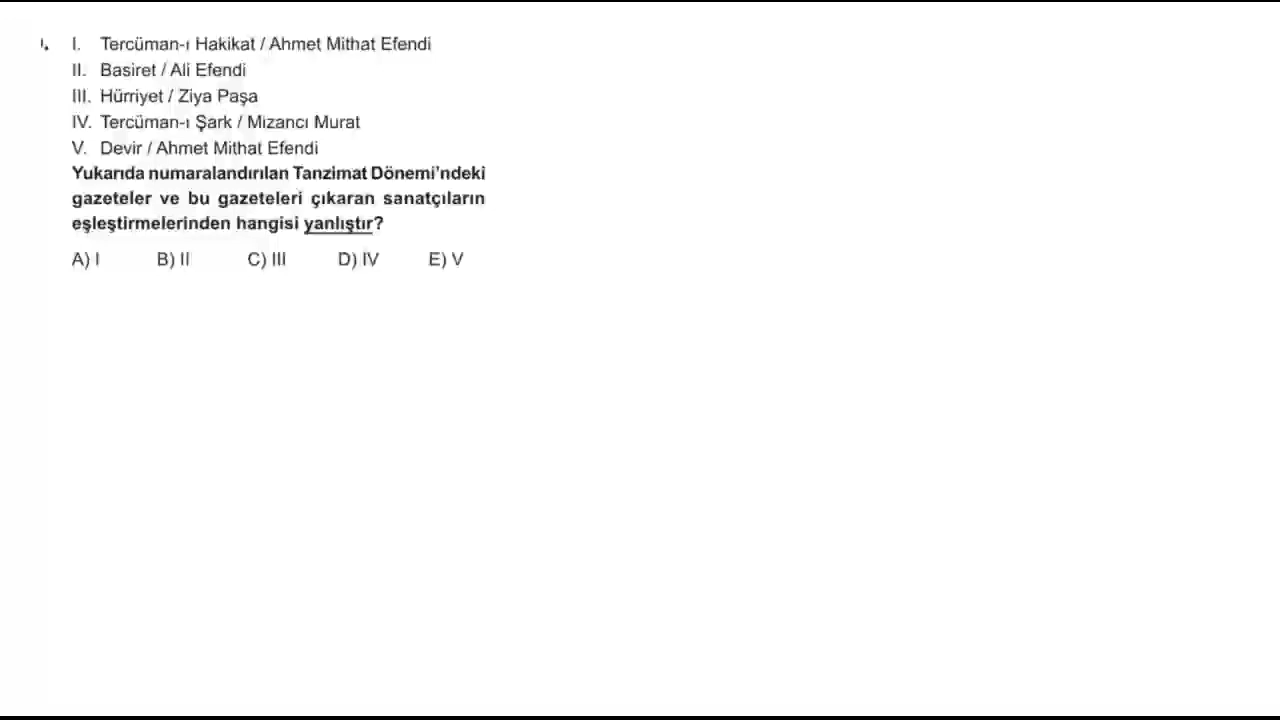 I. Tercüman-ı Hakikat / Ahmet Mithat Efendi
II. Basiret / Ali Efendi
III. Hürriyet / Ziya Paşa
IV. Tercüman-ı Şark / Mizancı Murat
V. Devir / Ahmet Mithat Efendi
Yukarıda numaralandırılan Tanzimat Dönemi'ndeki
gazeteler ve bu gazeteleri çıkaran sanatçıların
eşleştirmelerinden hangisi yanlıştır?
A) I B) II C) III D) IV E) V